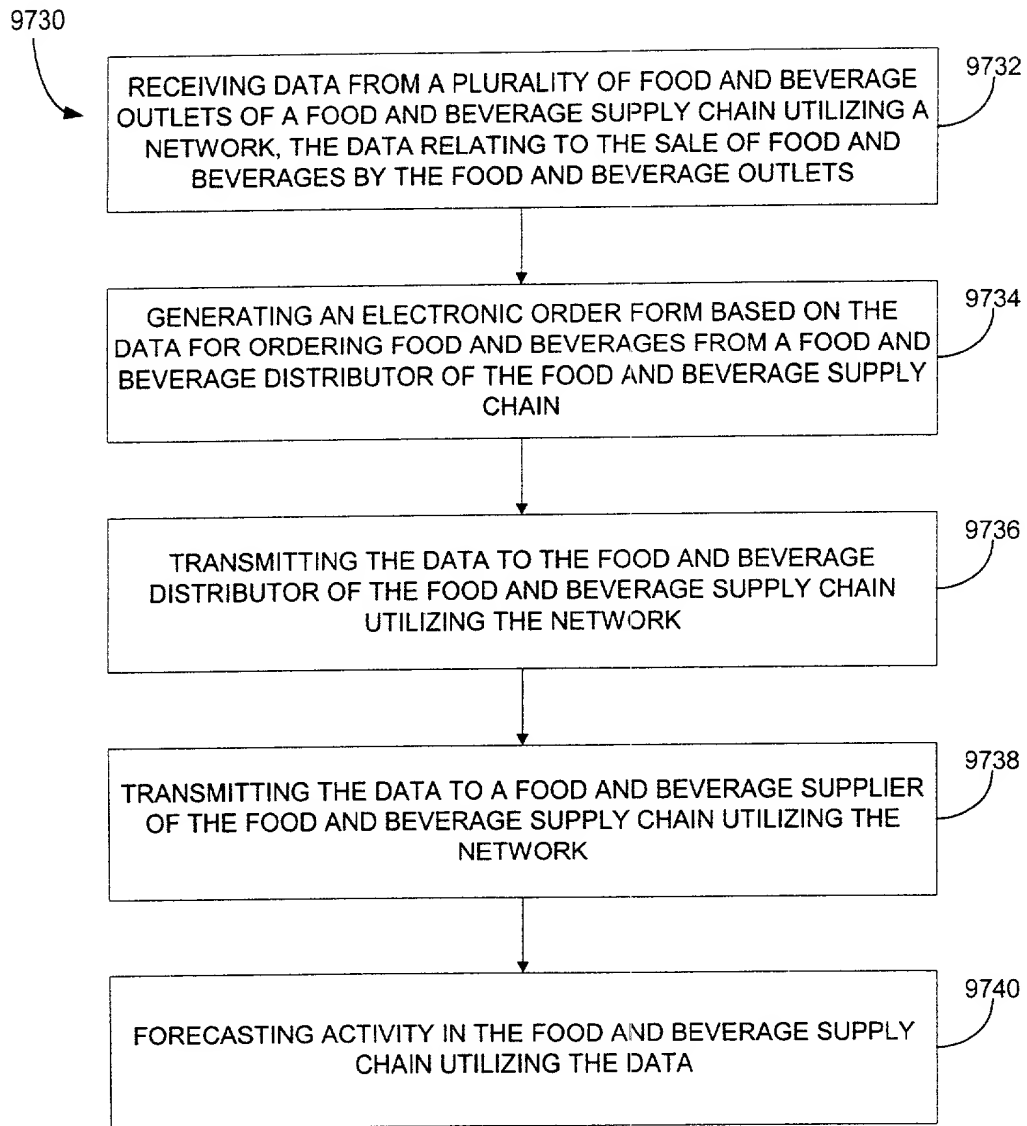 9730
9732
RECEIVING DATA FROM A PLURALITY OF FOOD AND BEVERAGE
OUTLETS OF A FOOD AND BEVERAGE SUPPLY CHAIN UTILIZING A
NETWORK, THE DATA RELATING TO THE SALE OF FOOD AND
BEVERAGES BY THE FOOD AND BEVERAGE OUTLETS
9734
GENERATING AN ELECTRONIC ORDER FORM BASED ON THE
DATA FOR ORDERING FOOD AND BEVERAGES FROM A FOOD AND
BEVERAGE DISTRIBUTOR OF THE FOOD AND BEVERAGE SUPPLY
CHAIN
9736
TRANSMITTING THE DATA TO THE FOOD AND BEVERAGE
DISTRIBUTOR OF THE FOOD AND BEVERAGE SUPPLY CHAIN
UTILIZING THE NETWORK
9738
TRANSMITTING THE DATA TO A FOOD AND BEVERAGE SUPPLIER
OF THE FOOD AND BEVERAGE SUPPLY CHAIN UTILIZING THE
NETWORK
9740
FORECASTING ACTIVITY IN THE FOOD AND BEVERAGE SUPPLY
CHAIN UTILIZING THE DATA